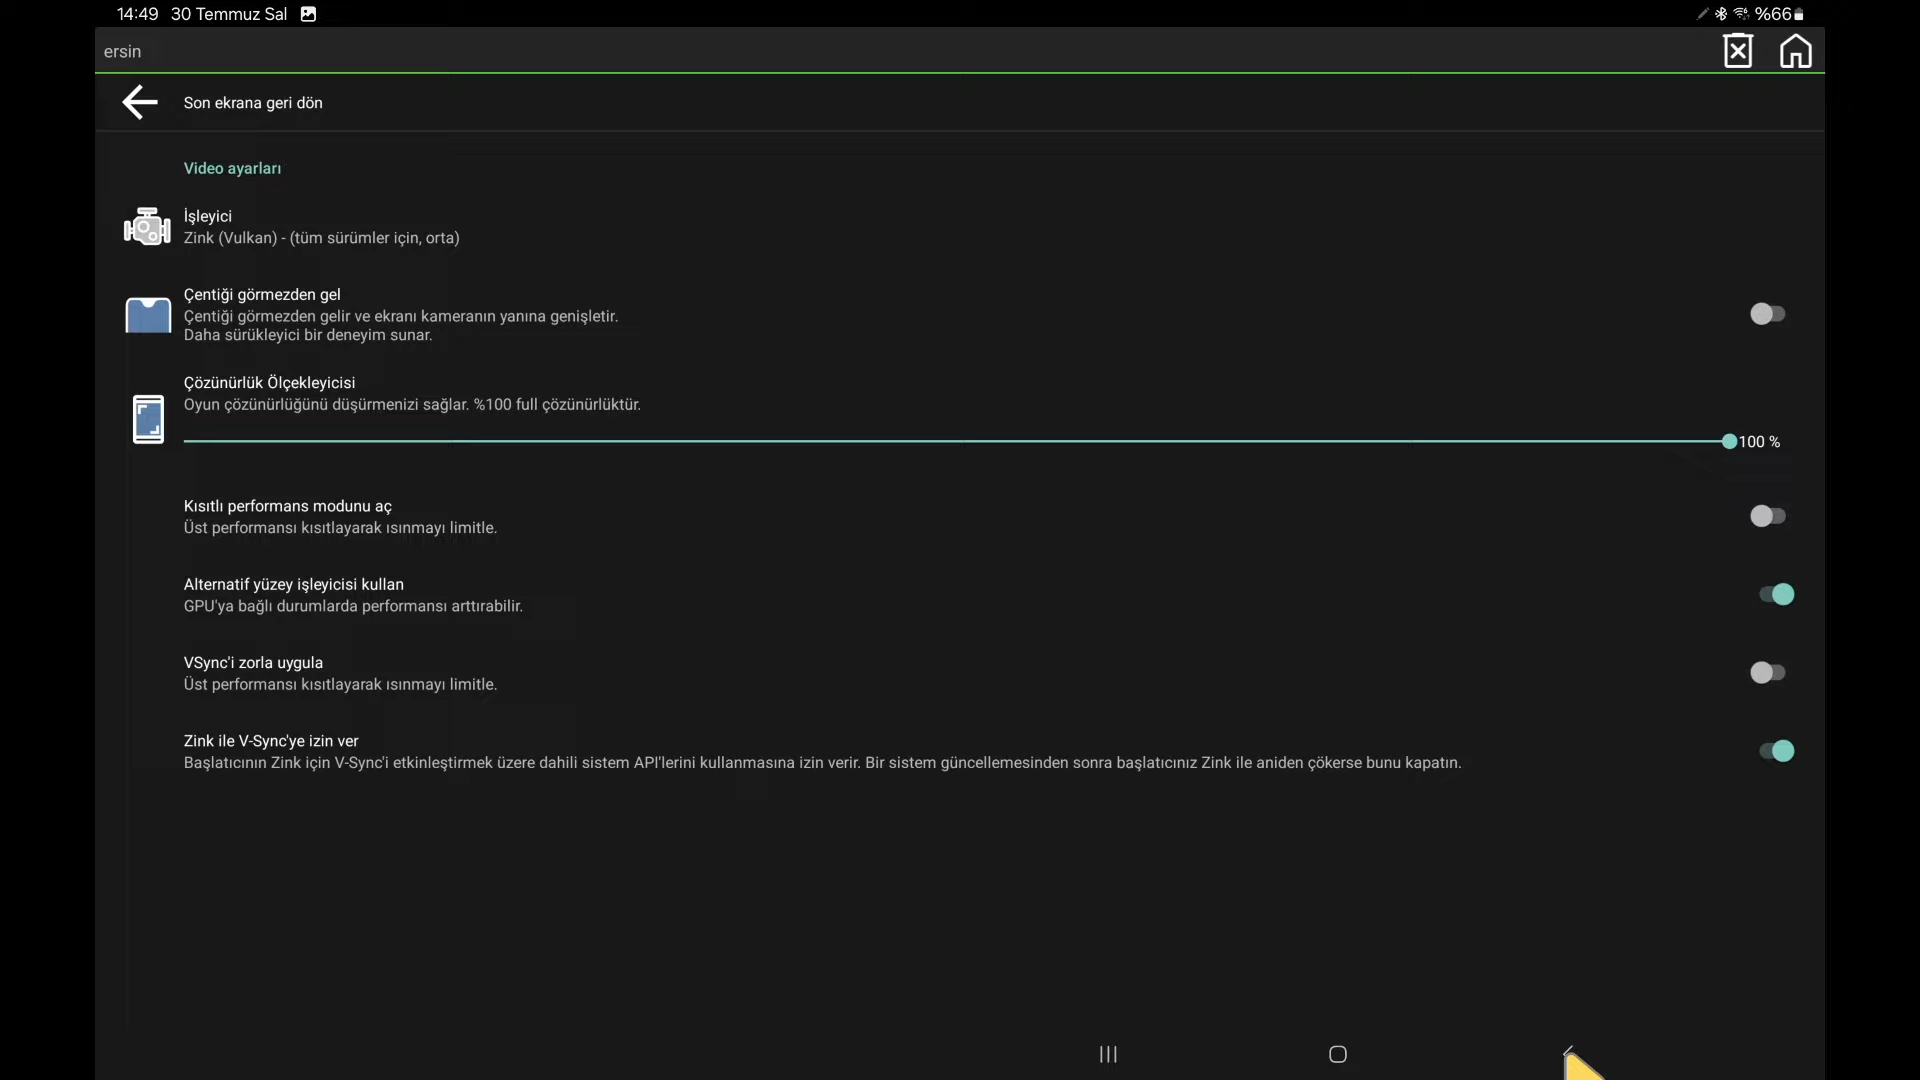 14:49 30 Temmuz Sal %66
ersin
Son ekrana geri dön
Video ayarları
İşleyici
Zink (Vulkan) - (tüm sürümler için, orta)
Çentiği görmezden gel
Çentiği görmezden gelir ve ekranı kameranın yanına genişletir.
Daha sürükleyici bir deneyim sunar.
Çözünürlük Ölçekleyicisi
Oyun çözünürlüğünü düşürmenizi sağlar. %100 full çözünürlüktür.
100 %
Kısıtlı performans modunu aç
Üst performansı kısıtlayarak ısınmayı limitle.
Alternatif yüzey işleyicisi kullan
GPU'ya bağlı durumlarda performansı arttırabilir.
VSync'i zorla uygula
Üst performansı kısıtlayarak ısınmayı limitle.
Zink ile V-Sync'ye izin ver
Başlatıcının Zink için V-Sync'i etkinleştirmek üzere dahili sistem API'lerini kullanmasına izin verir. Bir sistem güncellemesinden sonra başlatıcınız Zink ile aniden çökerse bunu kapatın.